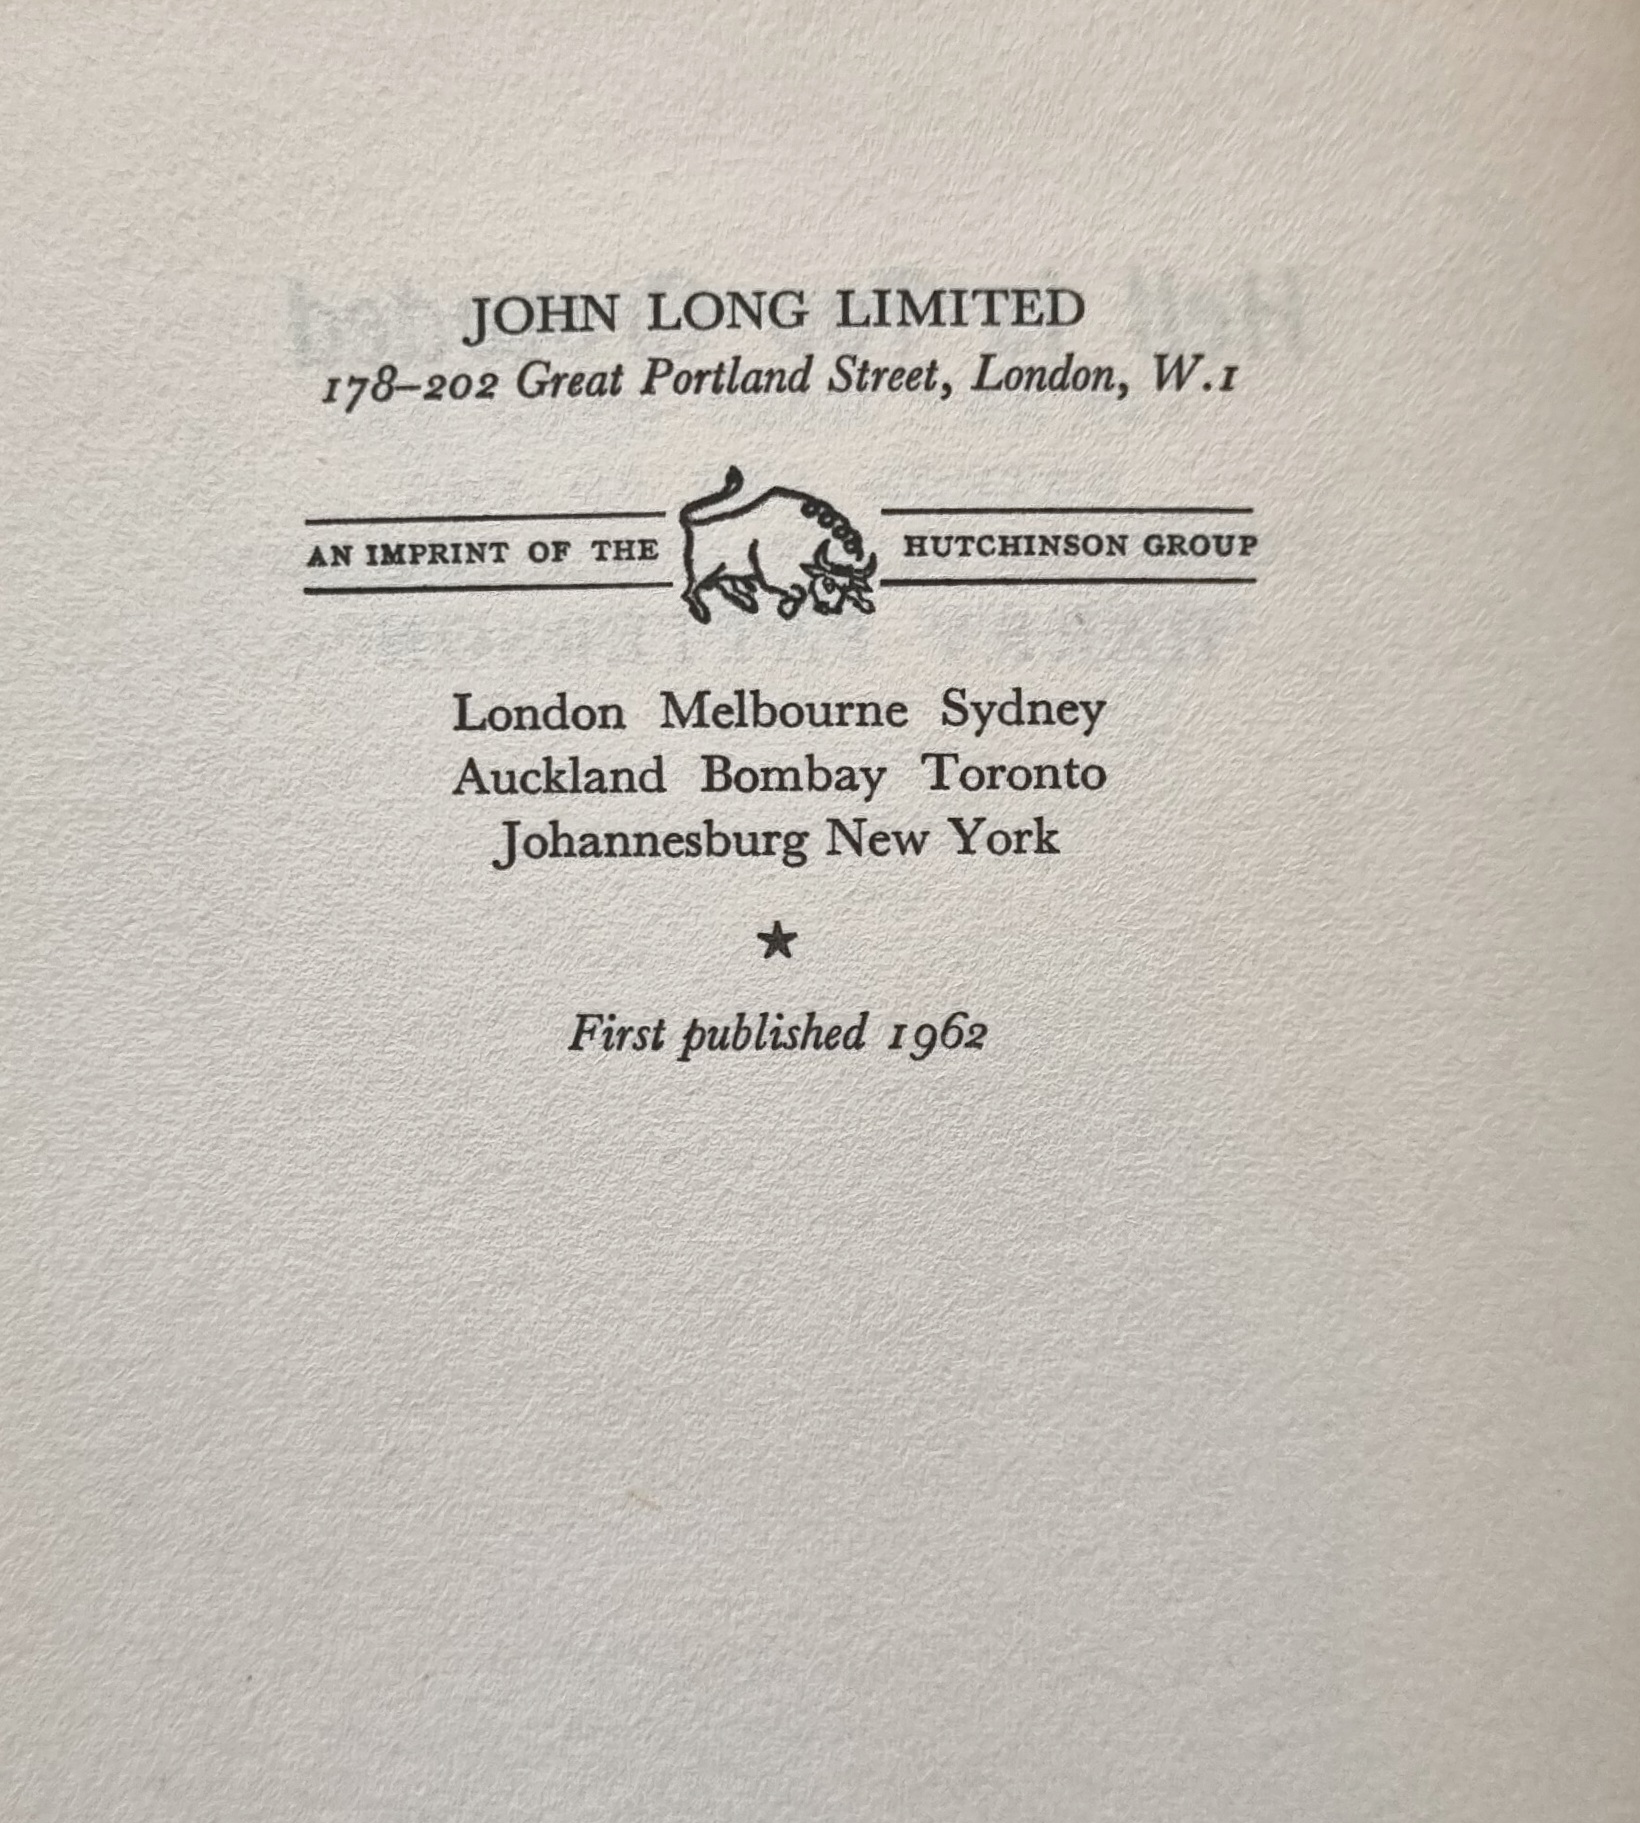 JOHN LONG LIMITED
178–202 Great Portland Street, London, W.1
AN IMPRINT OF THE HUTCHINSON GROUP
London Melbourne Sydney
Auckland Bombay Toronto
Johannesburg New York
★
First published 1962